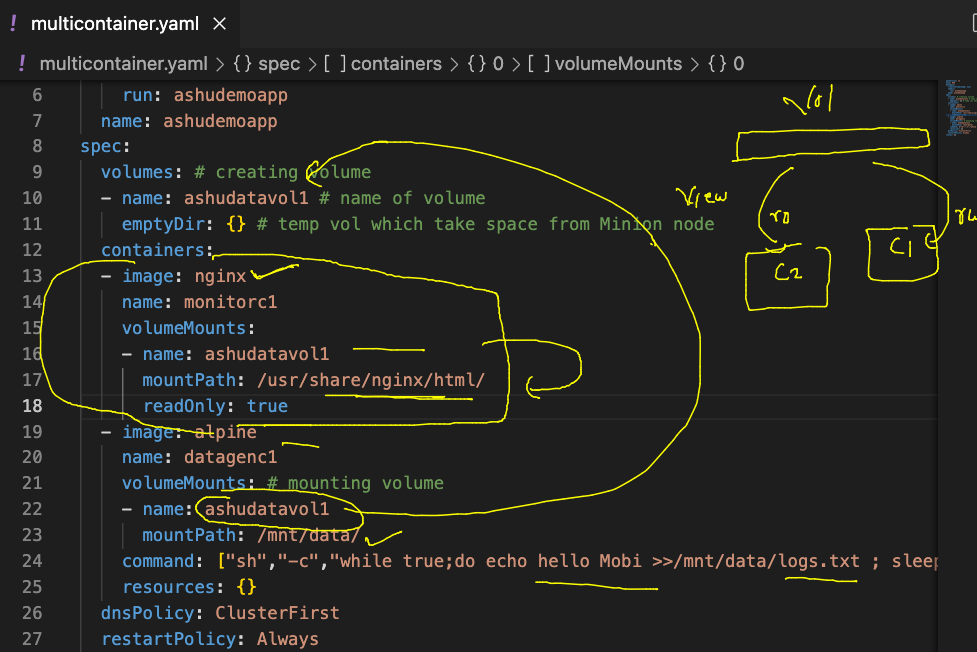 ! multicontainer.yaml ×
! multicontainer.yaml > {} spec > [ ] containers > {} 0 > [ ] volumeMounts > {} 0
6 run: ashudemoapp
7 name: ashudemoapp
8 spec:
9 volumes: # creating volume
10 - name: ashudatavol1 # name of volume
11 emptyDir: {} # temp vol which take space from Minion node
12 containers:
13 - image: nginx
14 name: monitorc1
15 volumeMounts:
16 - name: ashudatavol1
17 mountPath: /usr/share/nginx/html/
18 readOnly: true
19 - image: alpine
20 name: datagenc1
21 volumeMounts: # mounting volume
22 - name: ashudatavol1
23 mountPath: /mnt/data/
24 command: ["sh","-c","while true;do echo hello Mobi >>/mnt/data/logs.txt ; sleep
25 resources: {}
26 dnsPolicy: ClusterFirst
27 restartPolicy: Always
Vol
View
ro
C2
C1